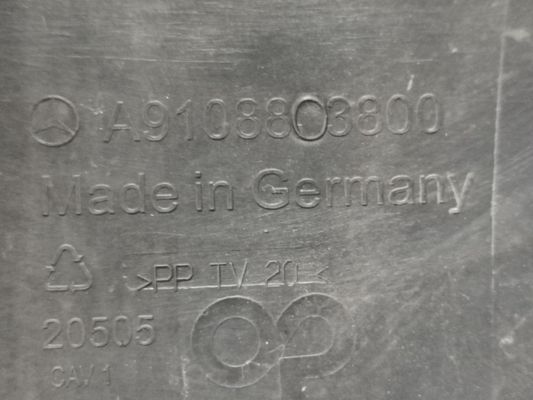 A9108803800
Made in Germany
>PP TV 20<
20505
CAV 1